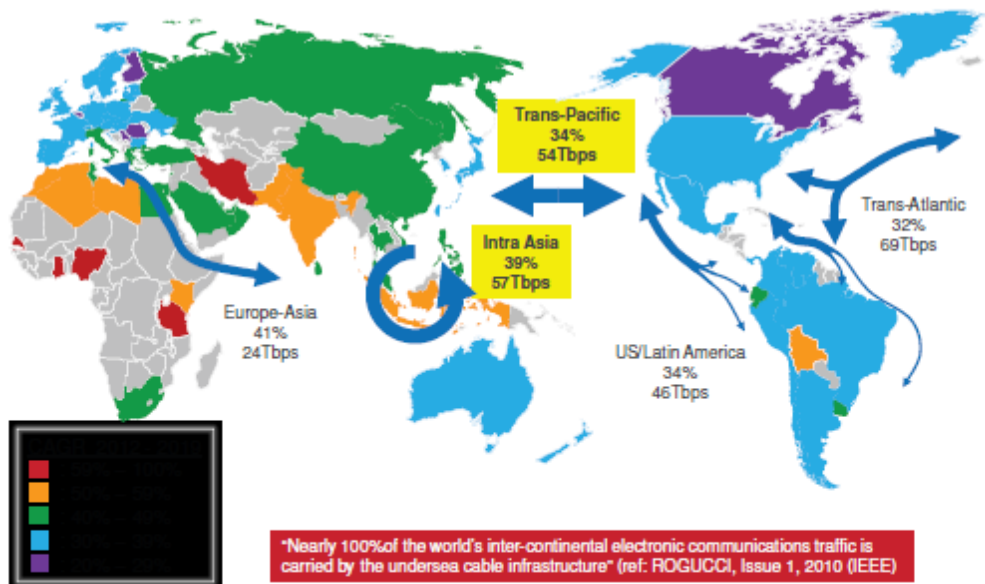 Trans-Pacific
34%
54Tbps
Intra Asia
39%
57Tbps
Trans-Atlantic
32%
69Tbps
Europe-Asia
41%
24Tbps
US/Latin America
34%
46Tbps
"Nearly 100%of the world's inter-continental electronic communications traffic is
carried by the undersea cable infrastructure" (ref: ROGUCCI, Issue 1, 2010 (IEEE)